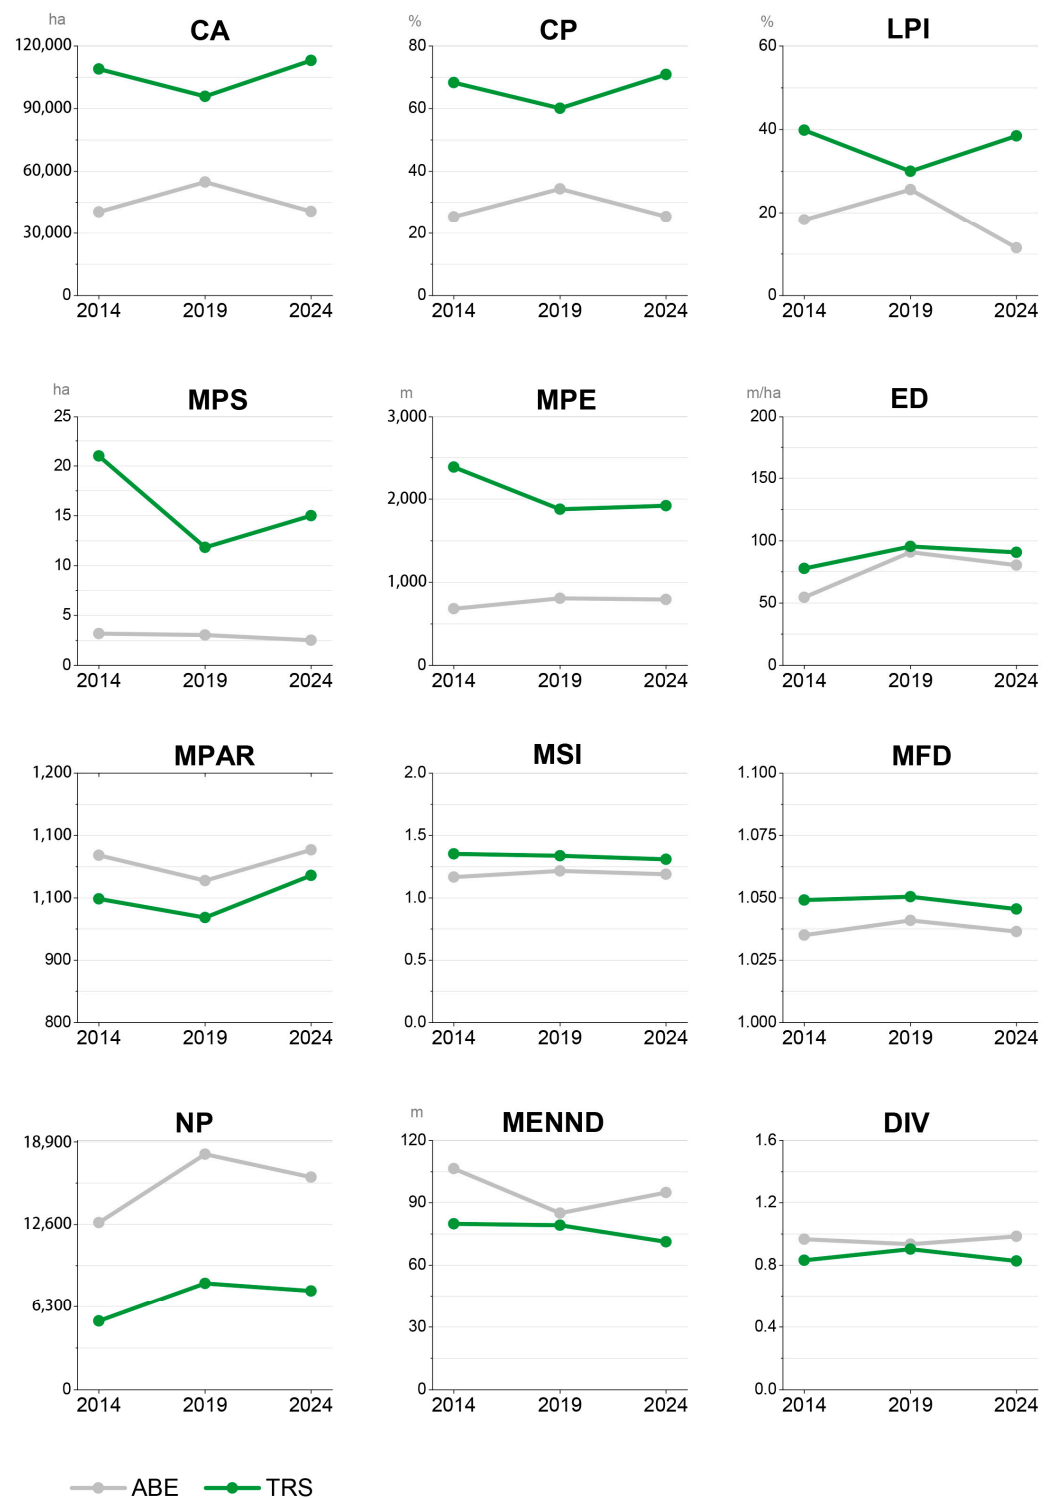 ha % %
CA CP LPI
120,000 80 60
90,000 60 40
60,000 40 20
30,000 20 0
0 0
2014 2019 2024 2014 2019 2024 2014 2019 2024
ha m m/ha
MPS MPE ED
25 3,000 200
20 2,000 150
15 1,000 100
10 0 50
5 0
0
2014 2019 2024 2014 2019 2024 2014 2019 2024
MPAR MSI MFD
1,200 2.0 1.100
1,100 1.5 1.075
1,100 1.0 1.050
900 0.5 1.025
800 0.0 1.000
2014 2019 2024 2014 2019 2024 2014 2019 2024
m
NP MENND DIV
18,900 120 1.6
12,600 90 1.2
6,300 60 0.8
0 30 0.4
0 0.0
2014 2019 2024 2014 2019 2024 2014 2019 2024
ABE TRS